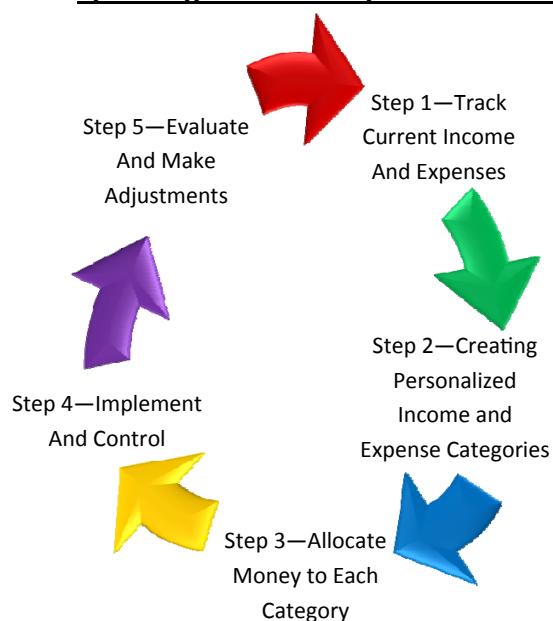 Step 1—Track
Current Income
And Expenses
Step 2—Creating
Personalized
Income and
Expense Categories
Step 3—Allocate
Money to Each
Category
Step 4—Implement
And Control
Step 5—Evaluate
And Make
Adjustments